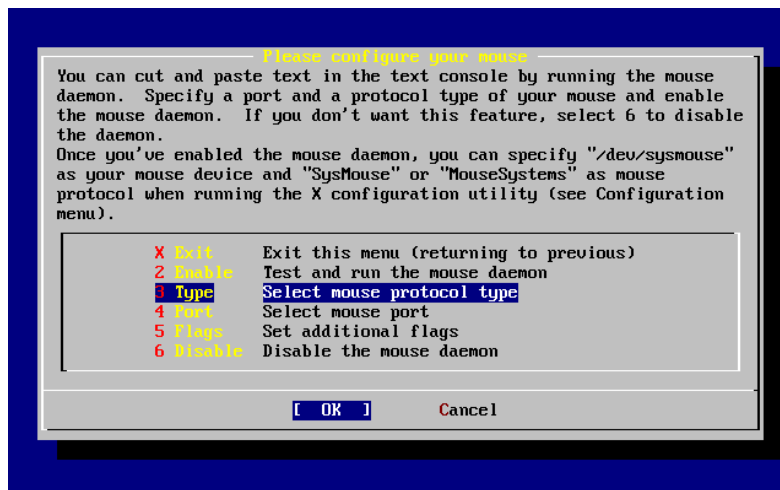 Please configure your mouse
You can cut and paste text in the text console by running the mouse
daemon.  Specify a port and a protocol type of your mouse and enable
the mouse daemon.  If you don't want this feature, select 6 to disable
the daemon.
Once you've enabled the mouse daemon, you can specify "/dev/sysmouse"
as your mouse device and "SysMouse" or "MouseSystems" as mouse
protocol when running the X configuration utility (see Configuration
menu).
X Exit     Exit this menu (returning to previous)
2 Enable   Test and run the mouse daemon
3 Type     Select mouse protocol type
4 Port     Select mouse port
5 Flags    Set additional flags
6 Disable  Disable the mouse daemon
[  OK  ]       Cancel